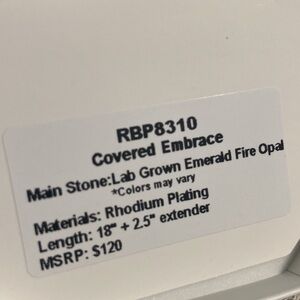 RBP8310
Covered Embrace
Main Stone:Lab Grown Emerald Fire Opal
*Colors may vary
Materials: Rhodium Plating
Length: 18" + 2.5" extender
MSRP: $120